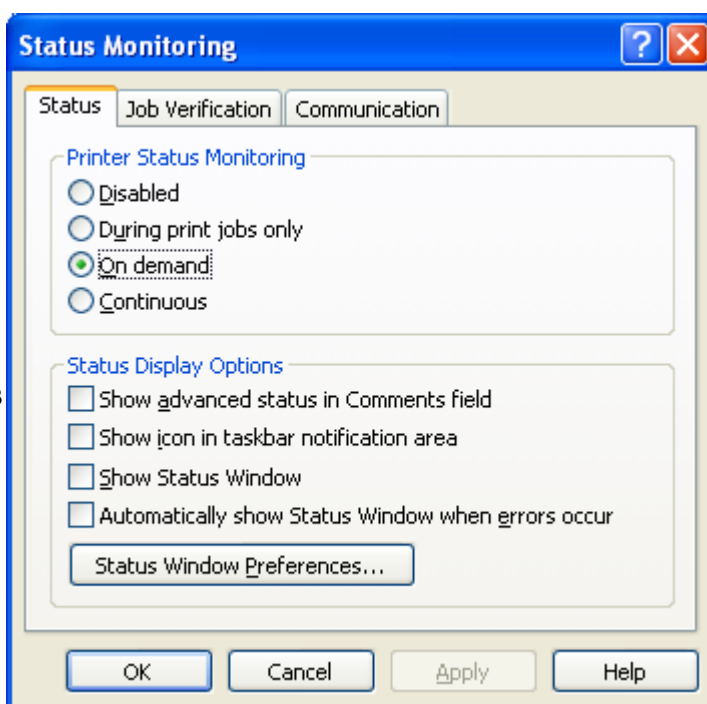 Status Monitoring
Status Job Verification Communication
Printer Status Monitoring
Disabled
During print jobs only
On demand
Continuous
Status Display Options
Show advanced status in Comments field
Show icon in taskbar notification area
Show Status Window
Automatically show Status Window when errors occur
Status Window Preferences...
OK Cancel Apply Help